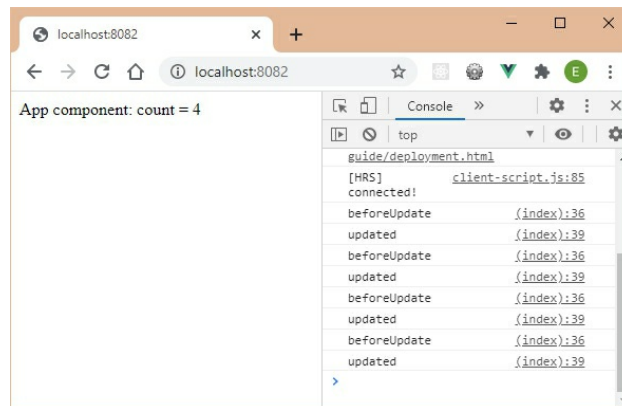 localhost:8082
localhost:8082
E
App component: count = 4
Console
top
guide/deployment.html
[HRS] client-script.js:85
connected!
beforeUpdate (index):36
updated (index):39
beforeUpdate (index):36
updated (index):39
beforeUpdate (index):36
updated (index):39
beforeUpdate (index):36
updated (index):39